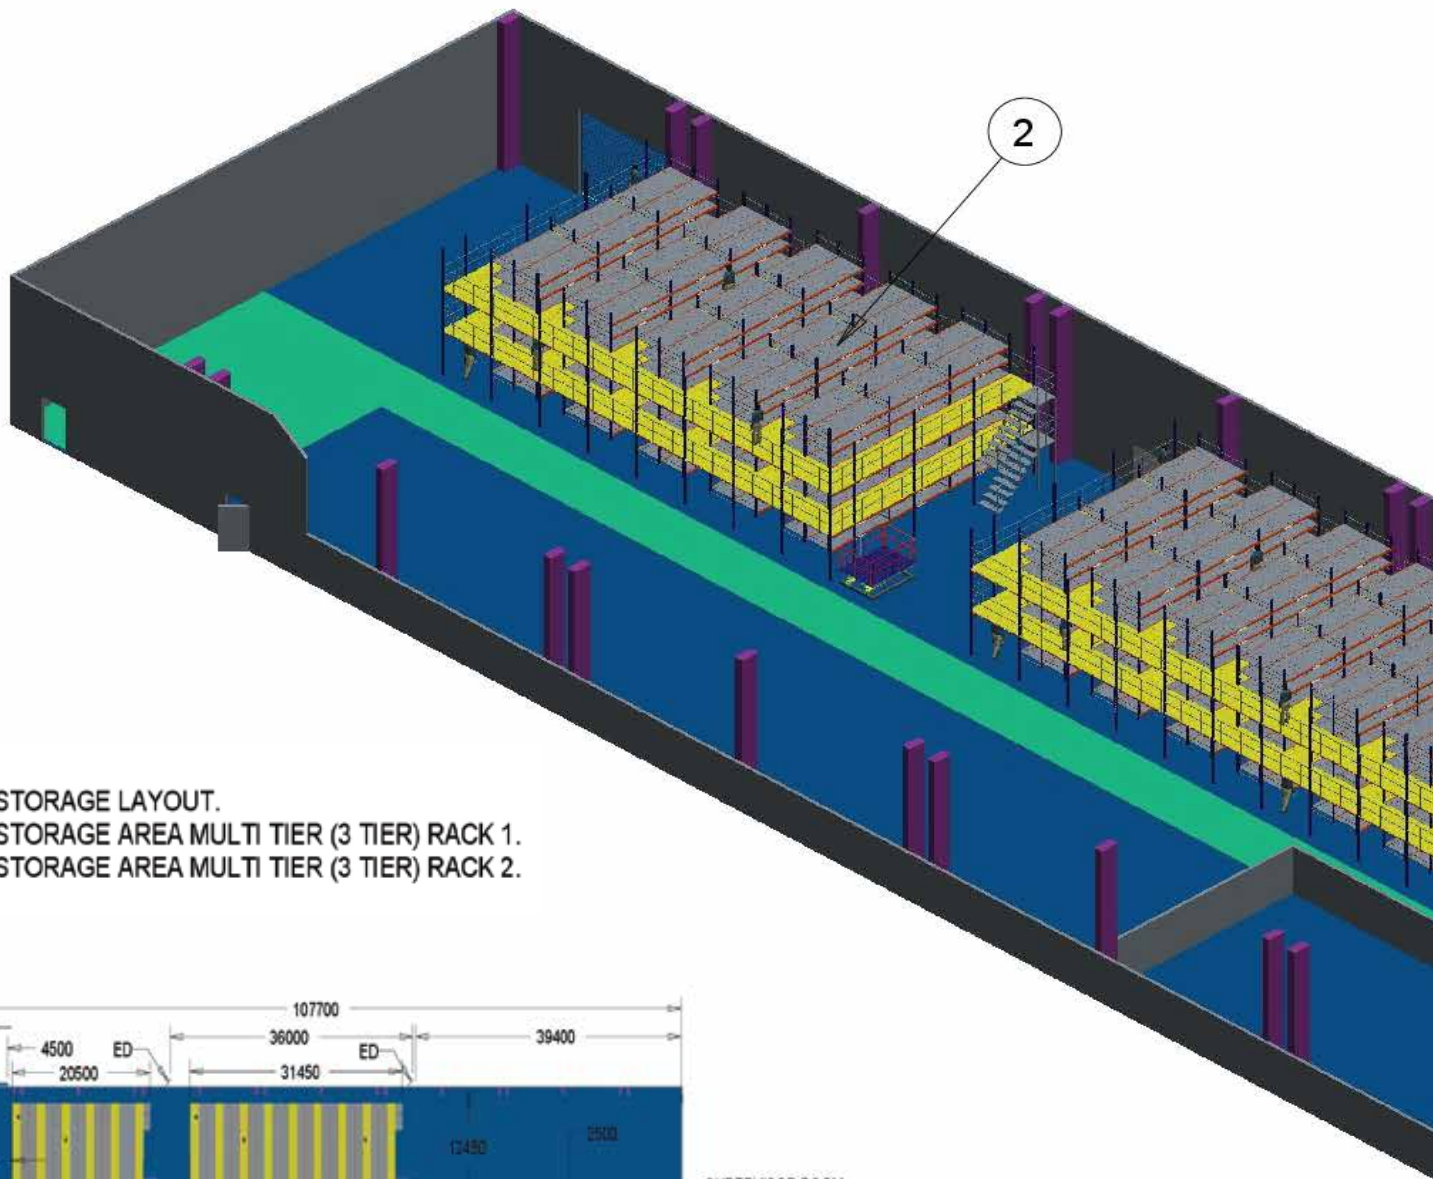 2
STORAGE LAYOUT.
STORAGE AREA MULTI TIER (3 TIER) RACK 1.
STORAGE AREA MULTI TIER (3 TIER) RACK 2.
107700
36000
39400
4500
ED
ED
20500
31450
2500